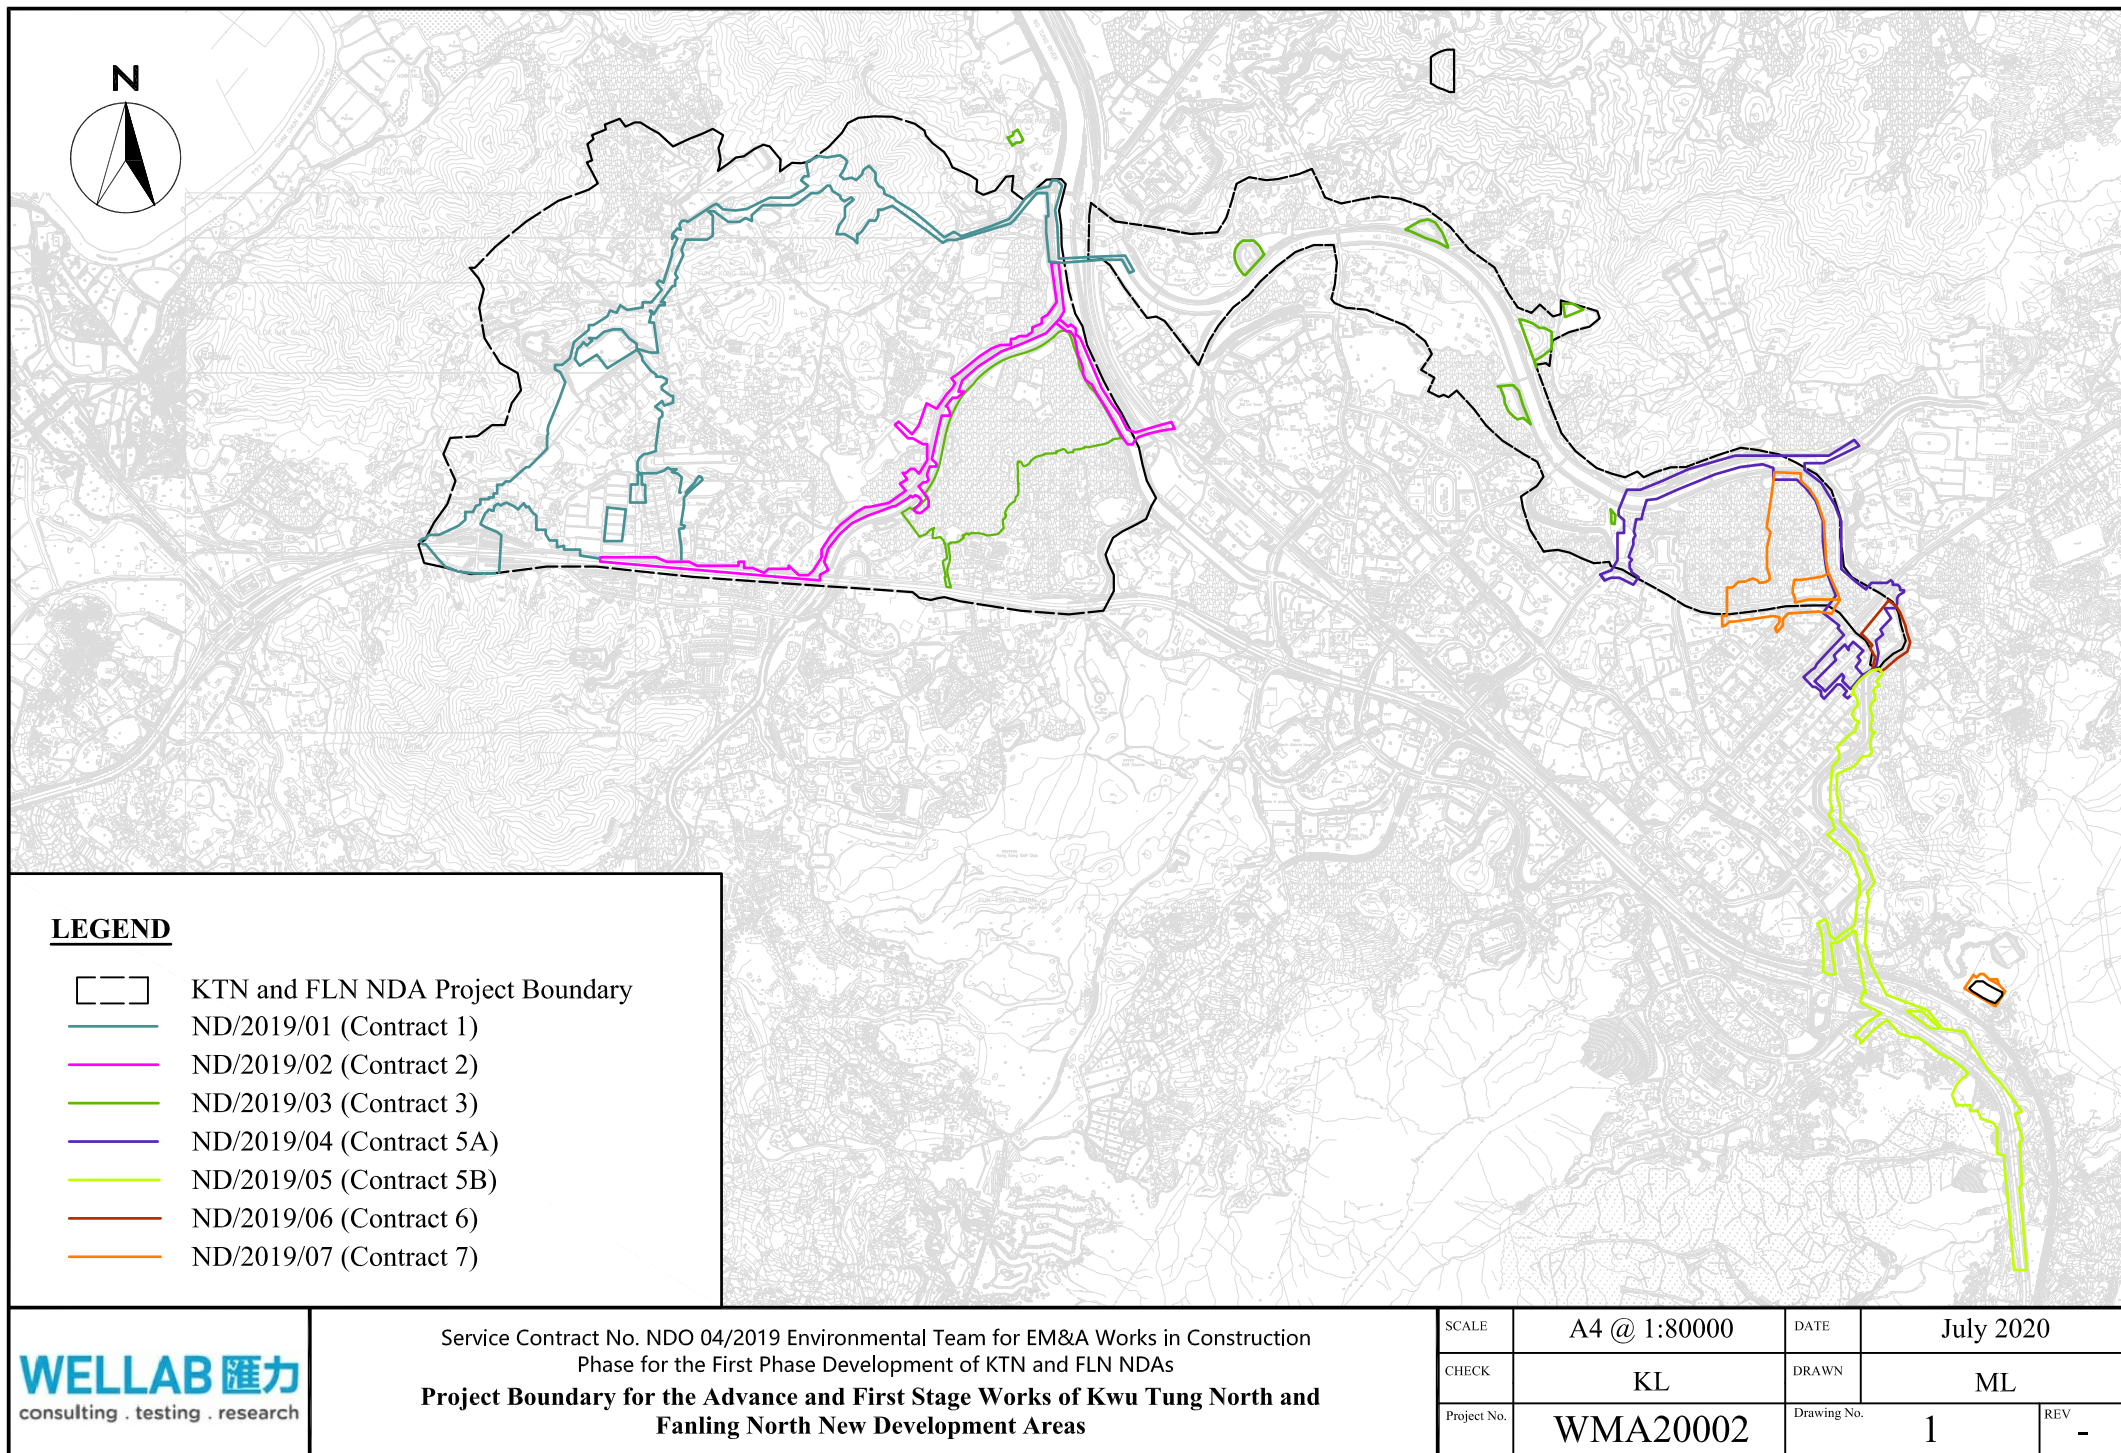 N
LEGEND
KTN and FLN NDA Project Boundary
ND/2019/01 (Contract 1)
ND/2019/02 (Contract 2)
ND/2019/03 (Contract 3)
ND/2019/04 (Contract 5A)
ND/2019/05 (Contract 5B)
ND/2019/06 (Contract 6)
ND/2019/07 (Contract 7)
WELLAB 匯力
consulting . testing . research
Service Contract No. NDO 04/2019 Environmental Team for EM&A Works in Construction
Phase for the First Phase Development of KTN and FLN NDAs
Project Boundary for the Advance and First Stage Works of Kwu Tung North and
Fanling North New Development Areas
SCALE A4 @ 1:80000 DATE July 2020
CHECK KL DRAWN ML
Project No. WMA20002 Drawing No. 1 REV -